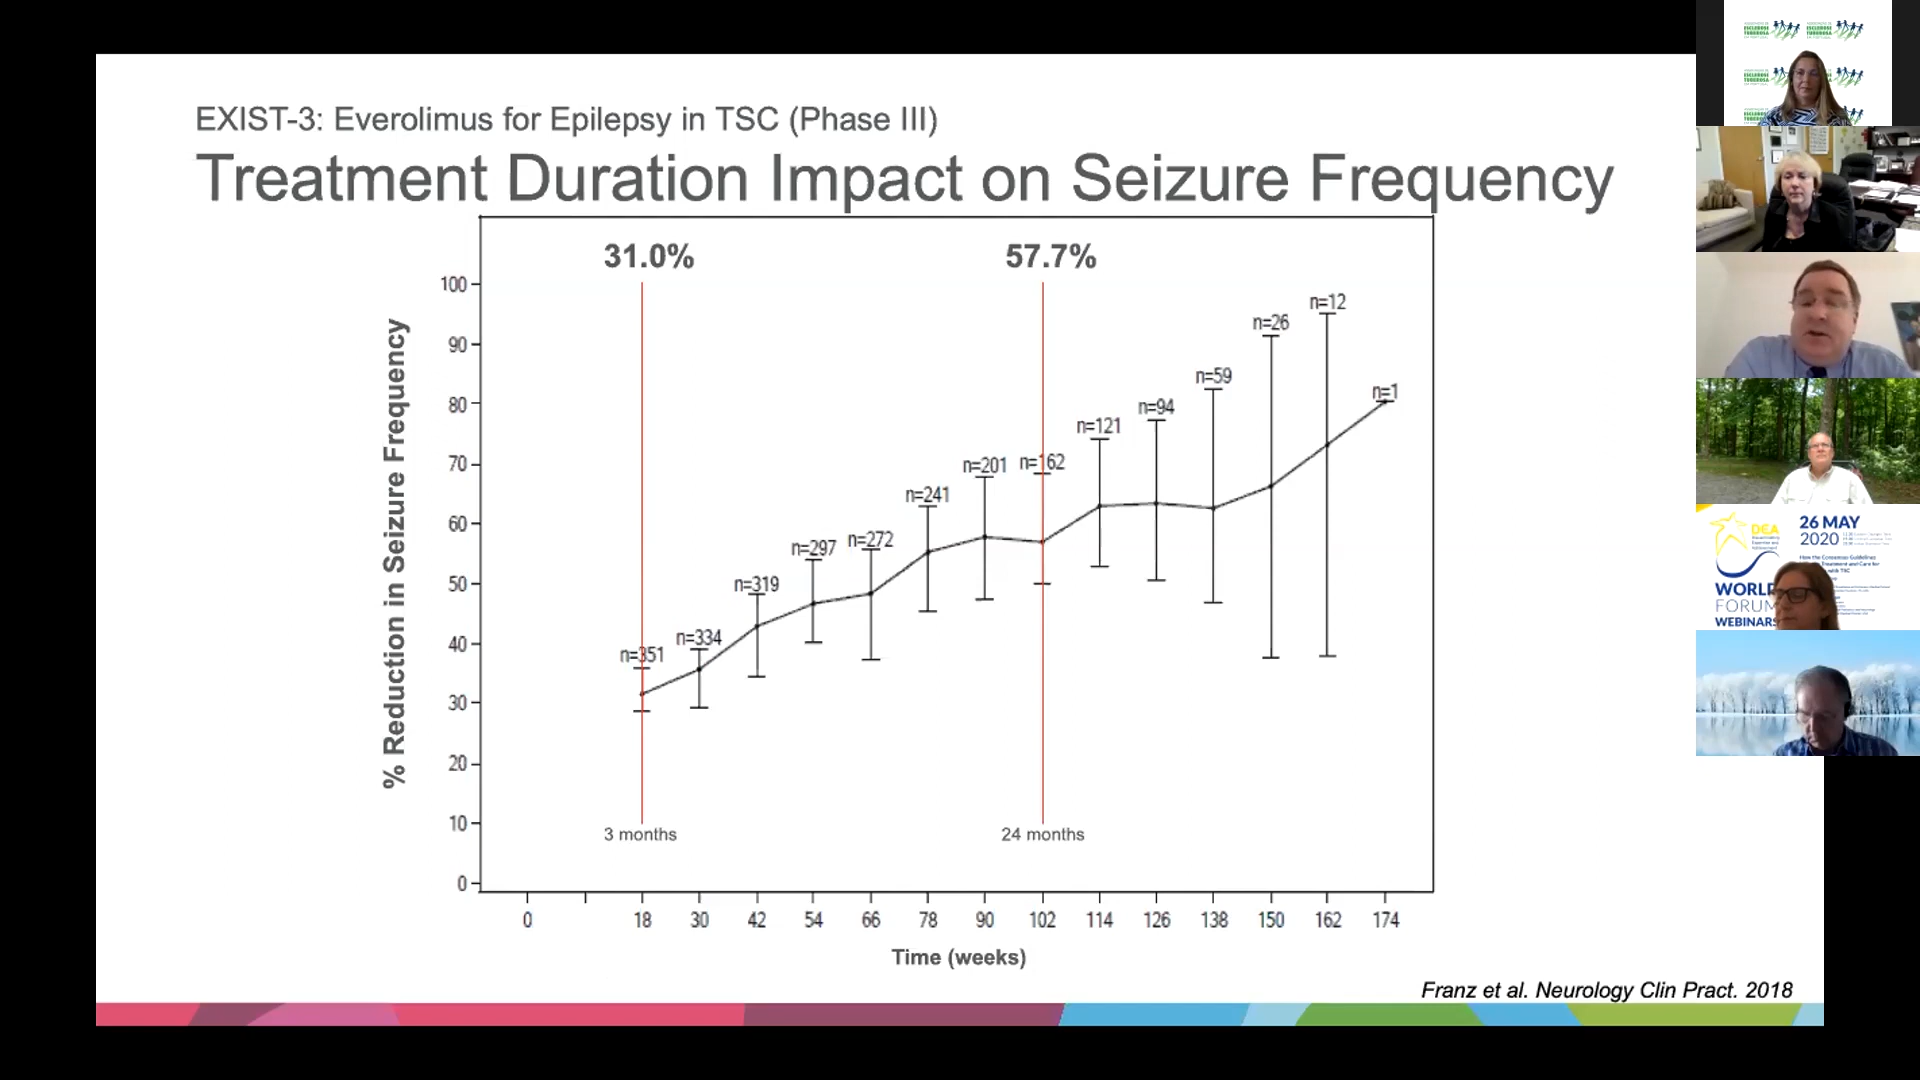 EXIST-3: Everolimus for Epilepsy in TSC (Phase III)
Treatment Duration Impact on Seizure Frequency
31.0%
57.7%
% Reduction in Seizure Frequency
100
90
80
70
60
50
40
30
20
10
0
n=351
n=334
n=319
n=297
n=272
n=241
n=201
n=162
n=121
n=94
n=59
n=26
n=12
n=1
3 months
24 months
0 18 30 42 54 66 78 90 102 114 126 138 150 162 174
Time (weeks)
Franz et al. Neurology Clin Pract. 2018
ESCLEROSE
TUBEROSA
ESCLEROSE
TUBEROSA
26 MAY
2020
WORLD
FORUM
WEBINARS